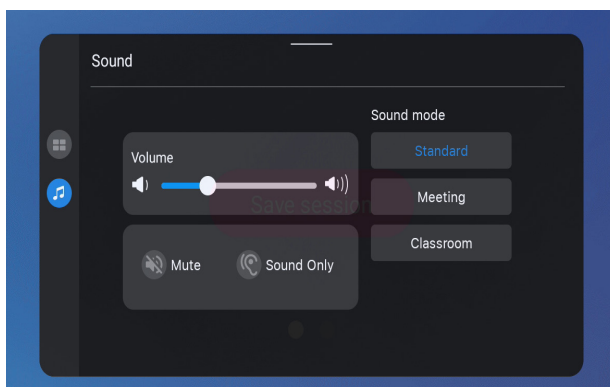 Sound
Sound mode
Standard
Volume
Save session
Meeting
Classroom
Mute
Sound Only